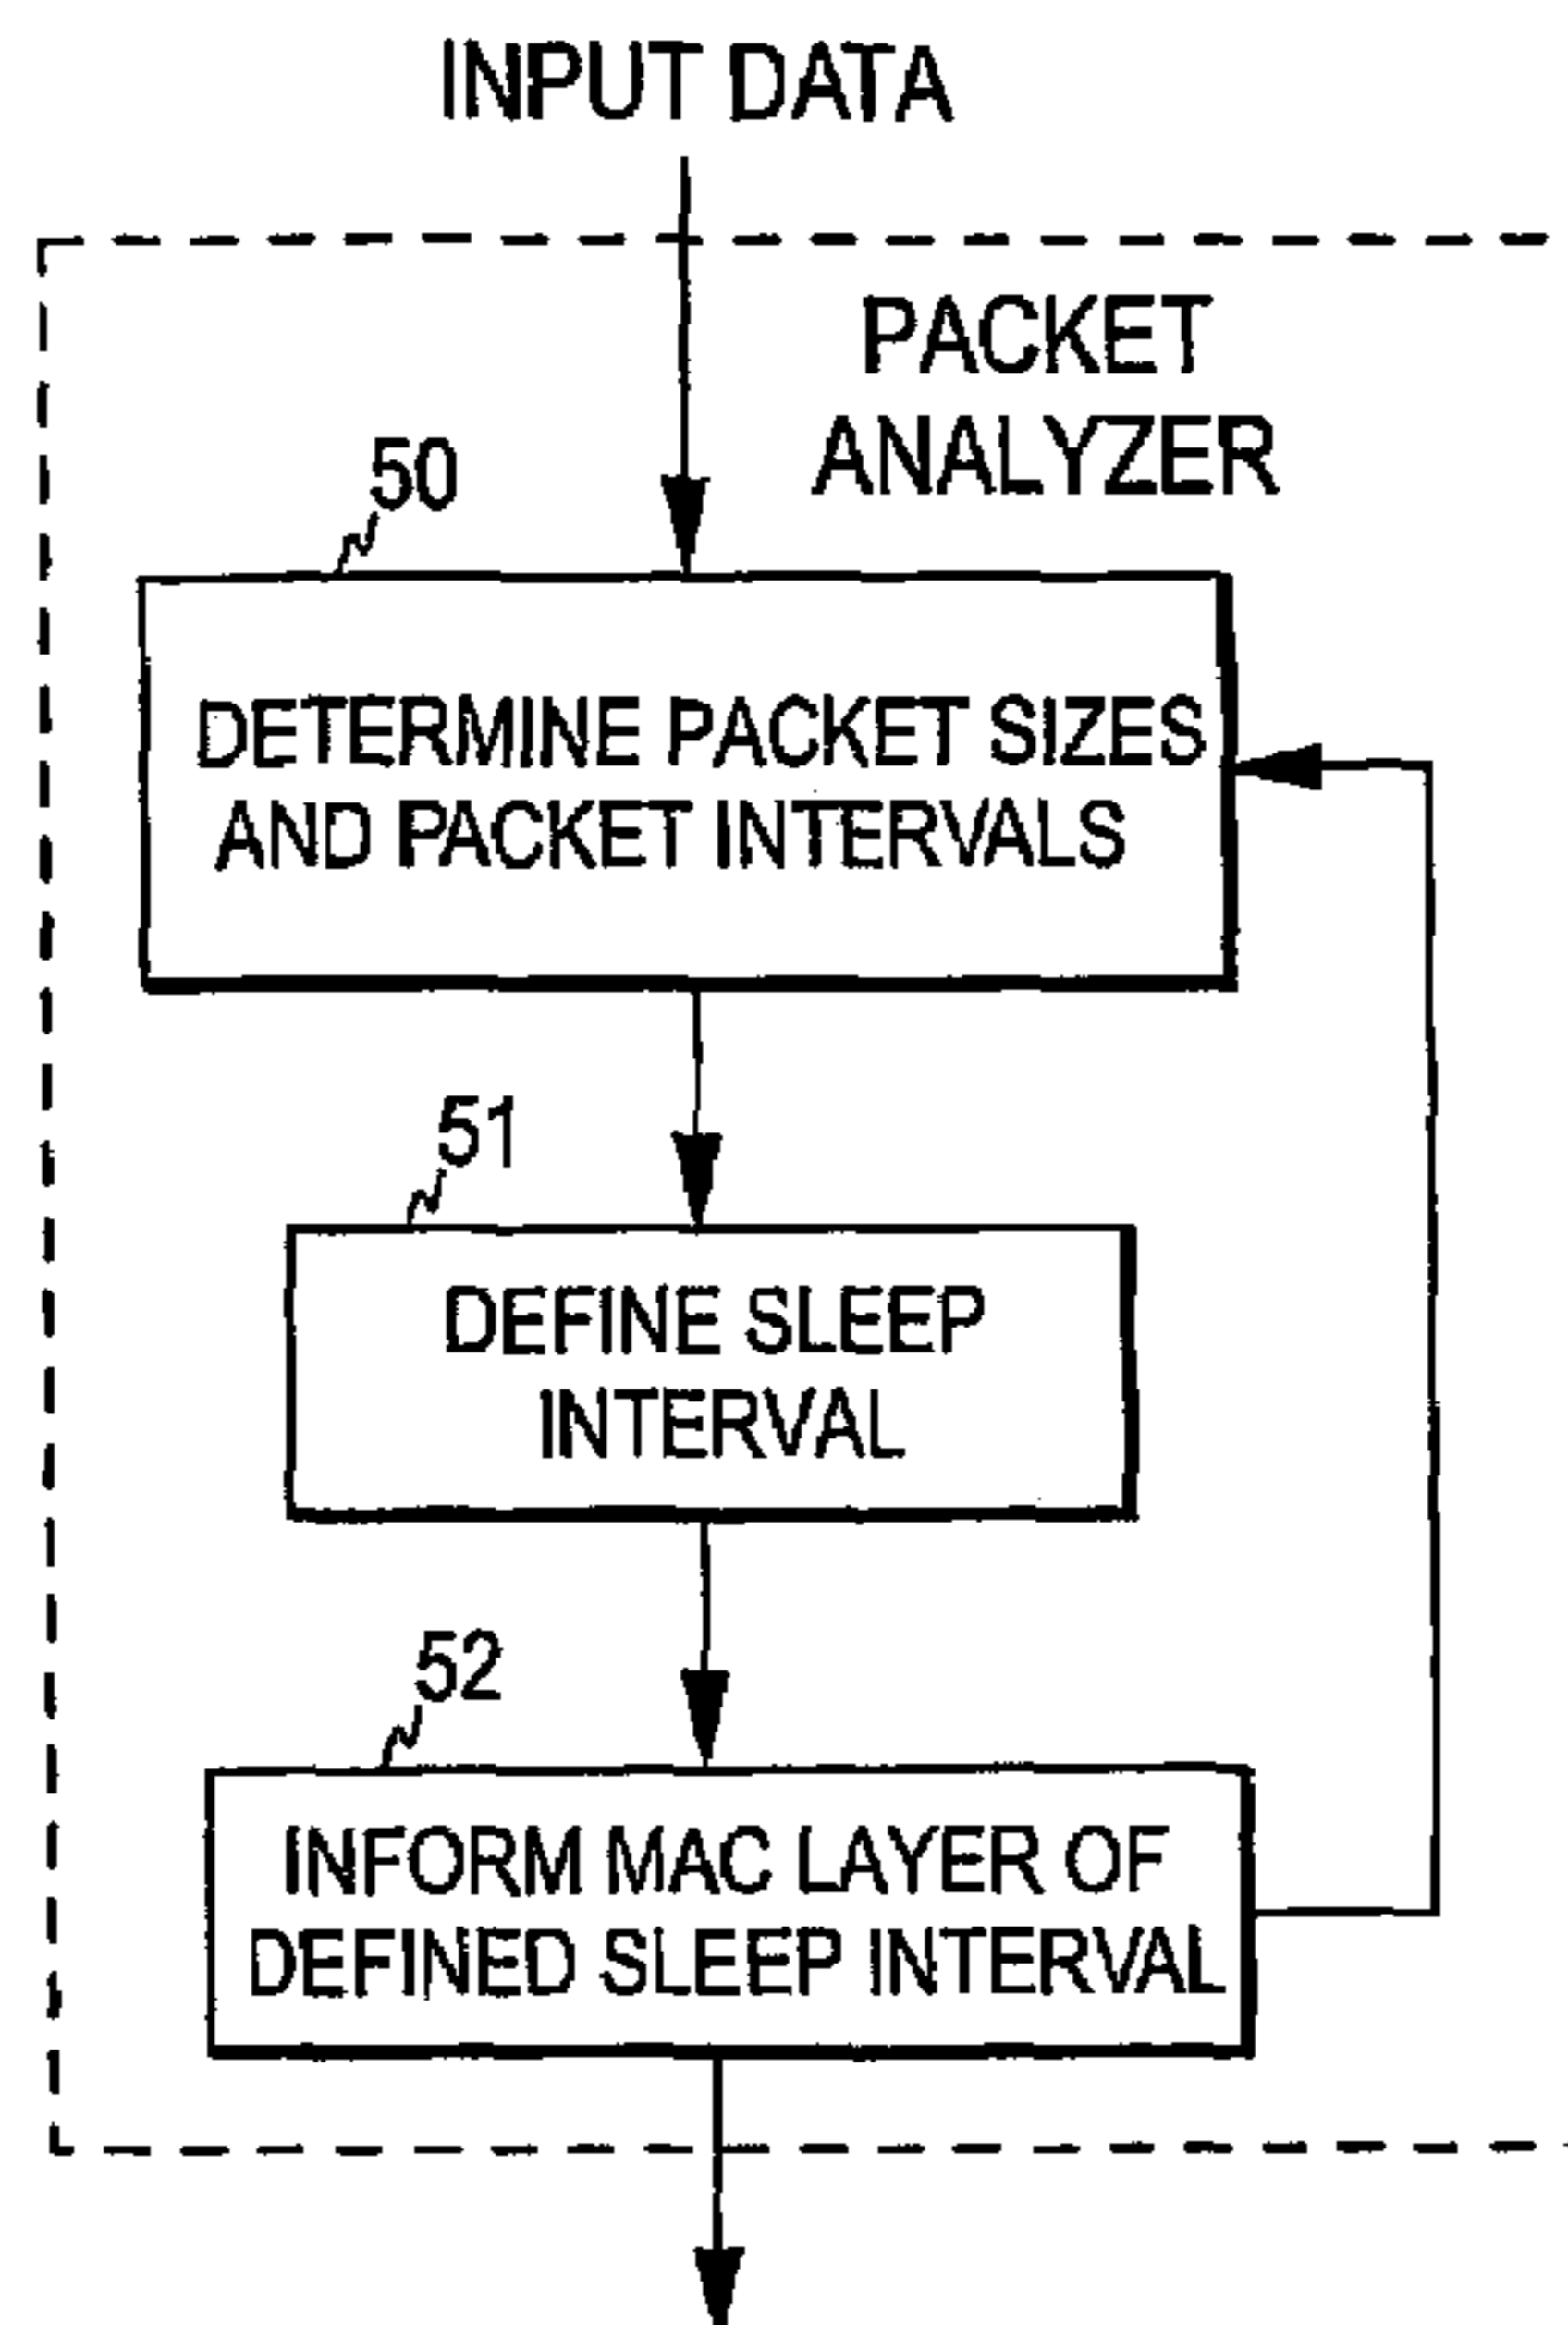 INPUT DATA
PACKET
ANALYZER
50
DETERMINE PACKET SIZES
AND PACKET INTERVALS
51
DEFINE SLEEP
INTERVAL
52
INFORM MAC LAYER OF
DEFINED SLEEP INTERVAL